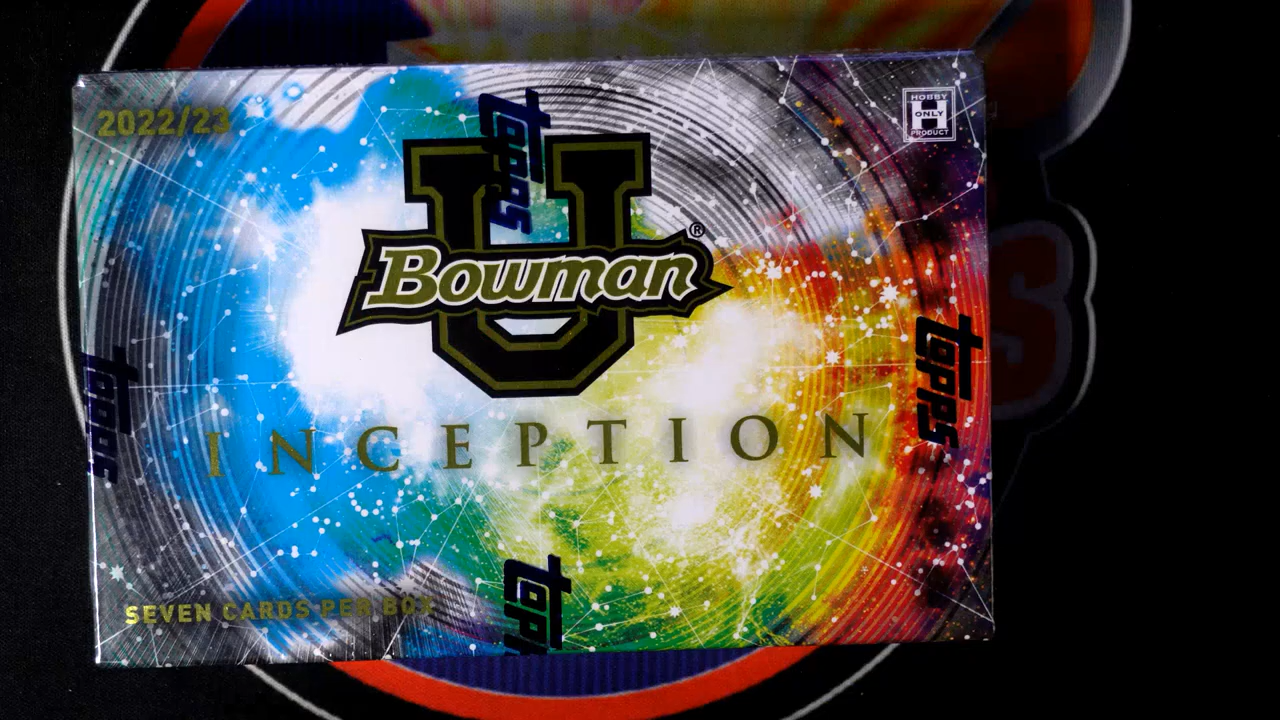 2022/23
HOBBY
ONLY
PRODUCT
topps
U
Bowman®
INCEPTION
topps
topps
topps
SEVEN CARDS PER BOX